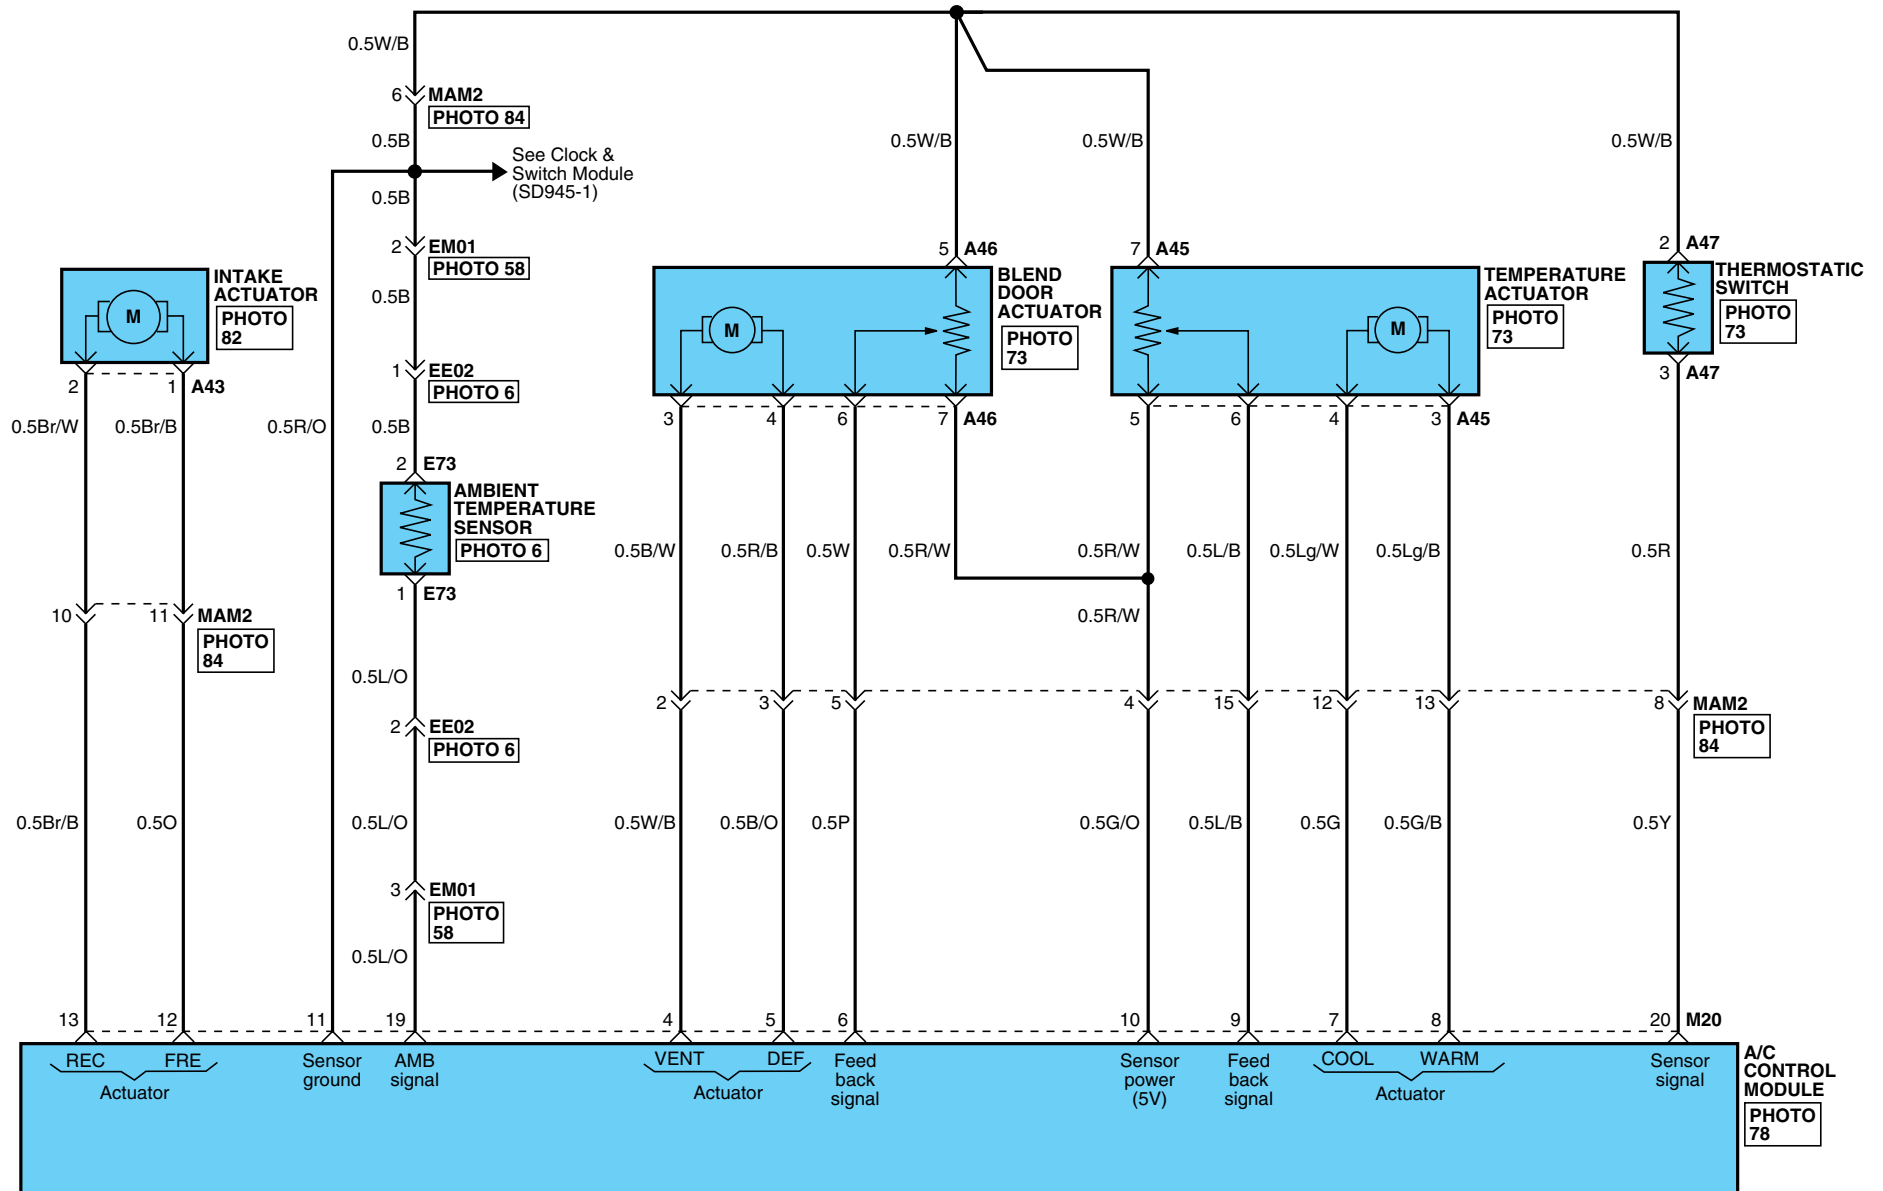 0.5W/B
6 MAM2
PHOTO 84
0.5B
See Clock &
Switch Module
(SD945-1)
0.5B
2 EM01
PHOTO 58
0.5B
1 EE02
PHOTO 6
0.5R/O
0.5B
2 E73
AMBIENT
TEMPERATURE
SENSOR
PHOTO 6
1 E73
0.5L/O
2 EE02
PHOTO 6
0.5L/O
3 EM01
PHOTO
58
0.5L/O
INTAKE
ACTUATOR
PHOTO
82
M
2 1 A43
0.5Br/W 0.5Br/B
10 11 MAM2
PHOTO
84
0.5Br/B 0.5O
0.5W/B 0.5W/B 0.5W/B
5 A46 7 A45 2 A47
BLEND
DOOR
ACTUATOR
PHOTO
73
M
TEMPERATURE
ACTUATOR
PHOTO
73
M
THERMOSTATIC
SWITCH
PHOTO
73
3 A47
3 4 6 7 A46 5 6 4 3 A45
0.5B/W 0.5R/B 0.5W 0.5R/W 0.5R/W 0.5L/B 0.5Lg/W 0.5Lg/B 0.5R
0.5R/W
2 3 5 4 15 12 13 8 MAM2
PHOTO
84
0.5W/B 0.5B/O 0.5P 0.5G/O 0.5L/B 0.5G 0.5G/B 0.5Y
13 12 11 19 4 5 6 10 9 7 8 20 M20
REC FRE
Actuator
Sensor
ground
AMB
signal
VENT DEF
Actuator
Feed
back
signal
Sensor
power
(5V)
Feed
back
signal
COOL WARM
Actuator
Sensor
signal
A/C
CONTROL
MODULE
PHOTO
78